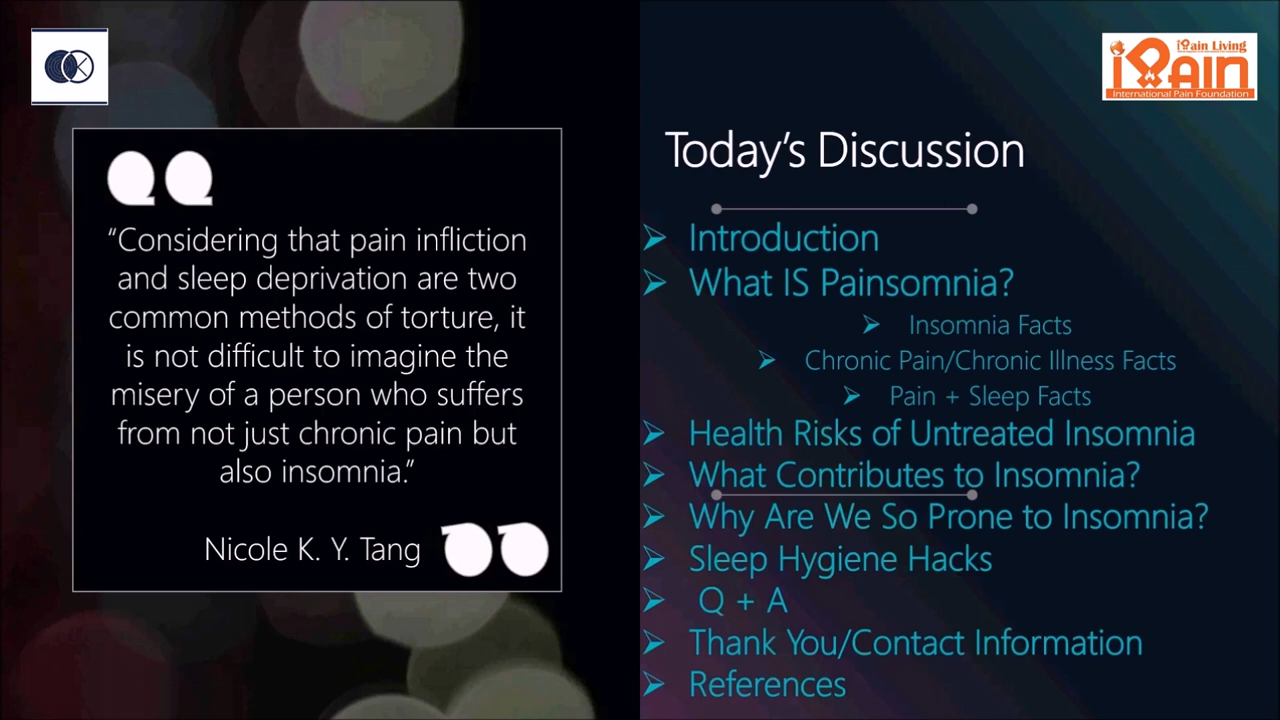 iPain Living
iPain
International Pain Foundation
“Considering that pain infliction
and sleep deprivation are two
common methods of torture, it
is not difficult to imagine the
misery of a person who suffers
from not just chronic pain but
also insomnia.”
Nicole K. Y. Tang
Today’s Discussion
Introduction
What IS Painsomnia?
Insomnia Facts
Chronic Pain/Chronic Illness Facts
Pain + Sleep Facts
Health Risks of Untreated Insomnia
What Contributes to Insomnia?
Why Are We So Prone to Insomnia?
Sleep Hygiene Hacks
Q + A
Thank You/Contact Information
References